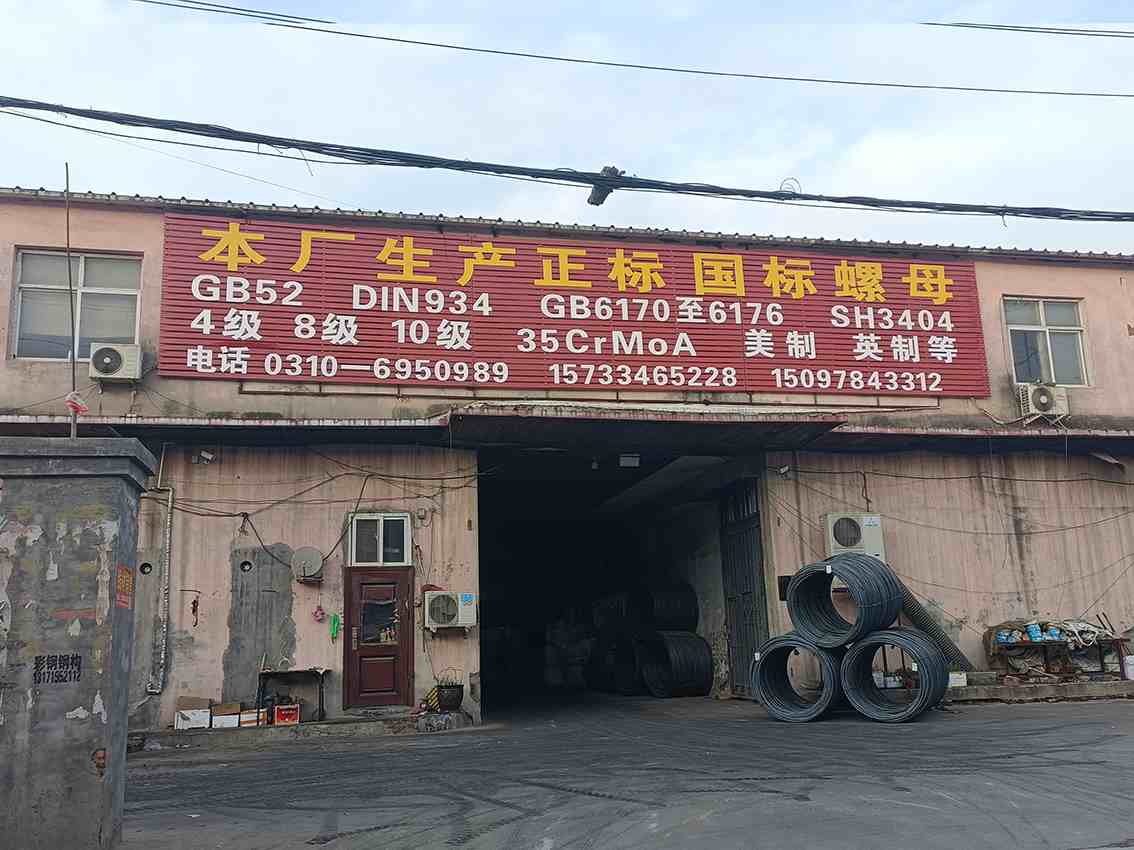 本厂生产正标国标螺母
GB52 DIN934 GB6170至6176 SH3404
4级 8级 10级 35CrMoA 美制 英制等
电话 0310—6950989 15733465228 15097843312
彩钢钢构